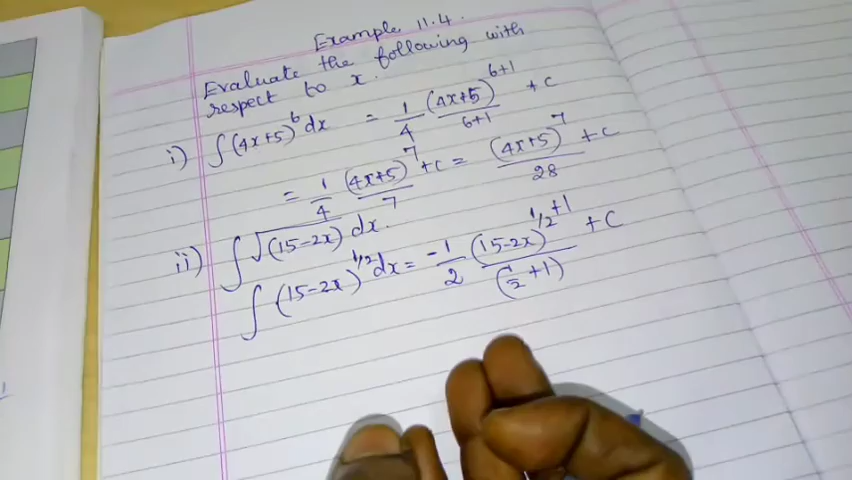 Example 11.4.
Evaluate the following with
respect to x.
i) ∫(4x+5)^6 dx = 1/4 (4x+5)^(6+1)/(6+1) + c
= 1/4 (4x+5)^7/7 + c = (4x+5)^7/28 + c
ii) ∫√(15-2x) dx.
∫(15-2x)^(1/2) dx = -1/2 (15-2x)^(1/2+1)/(1/2+1) + c